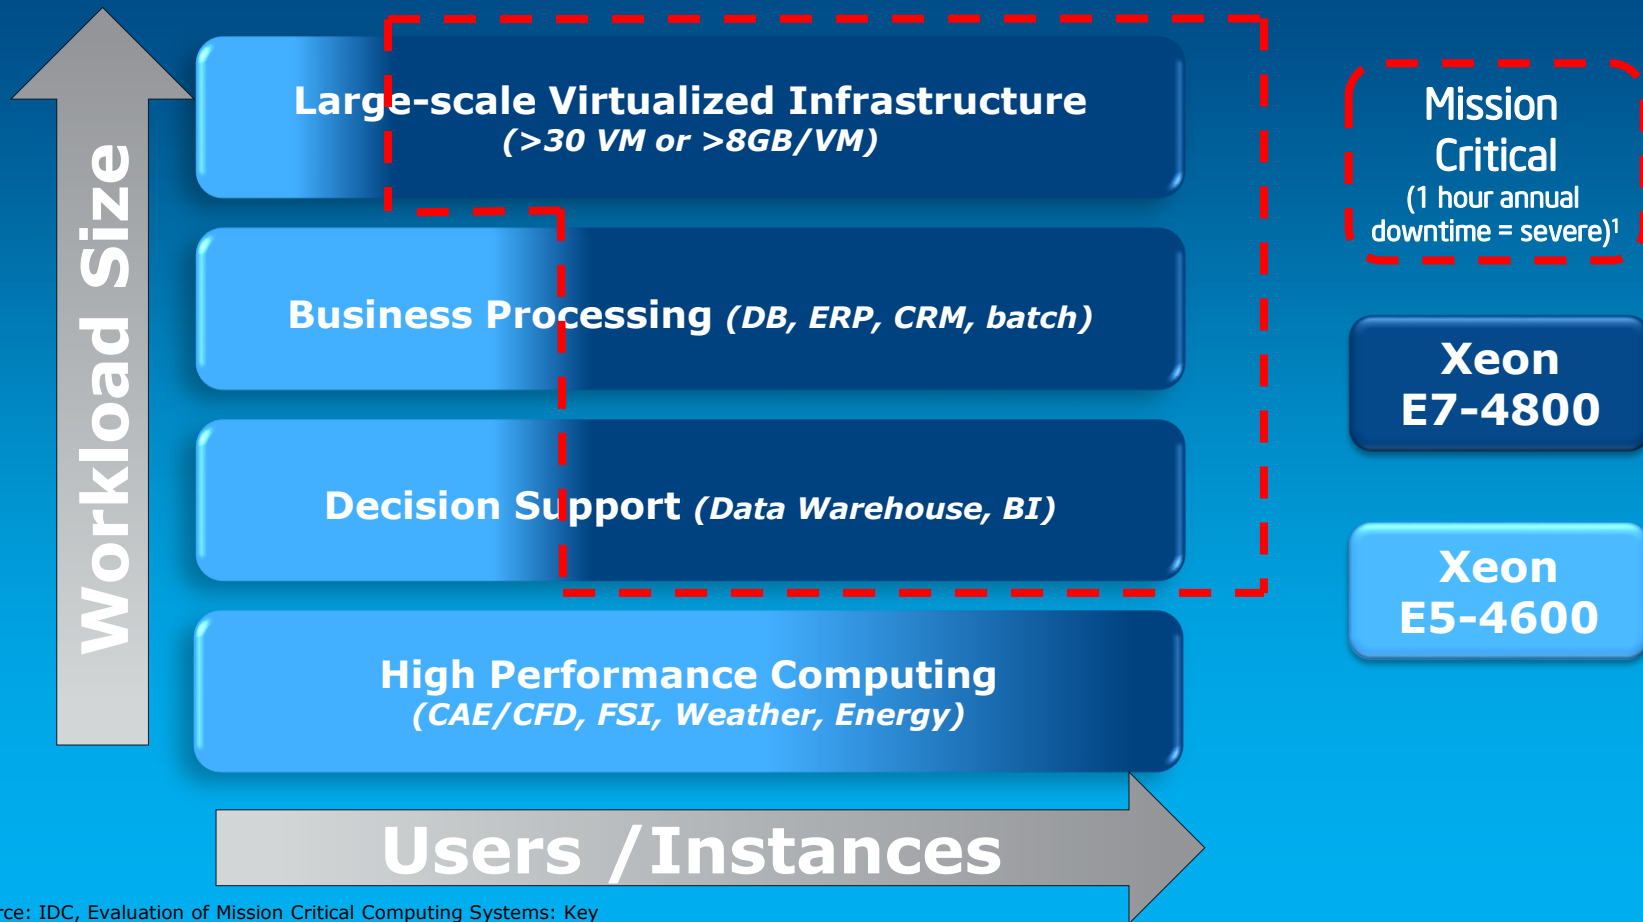 Workload Size
Large-scale Virtualized Infrastructure
(>30 VM or >8GB/VM)
Business Processing (DB, ERP, CRM, batch)
Decision Support (Data Warehouse, BI)
High Performance Computing
(CAE/CFD, FSI, Weather, Energy)
Users /Instances
Mission
Critical
(1 hour annual
downtime = severe)¹
Xeon
E7-4800
Xeon
E5-4600
rce: IDC, Evaluation of Mission Critical Computing Systems: Key